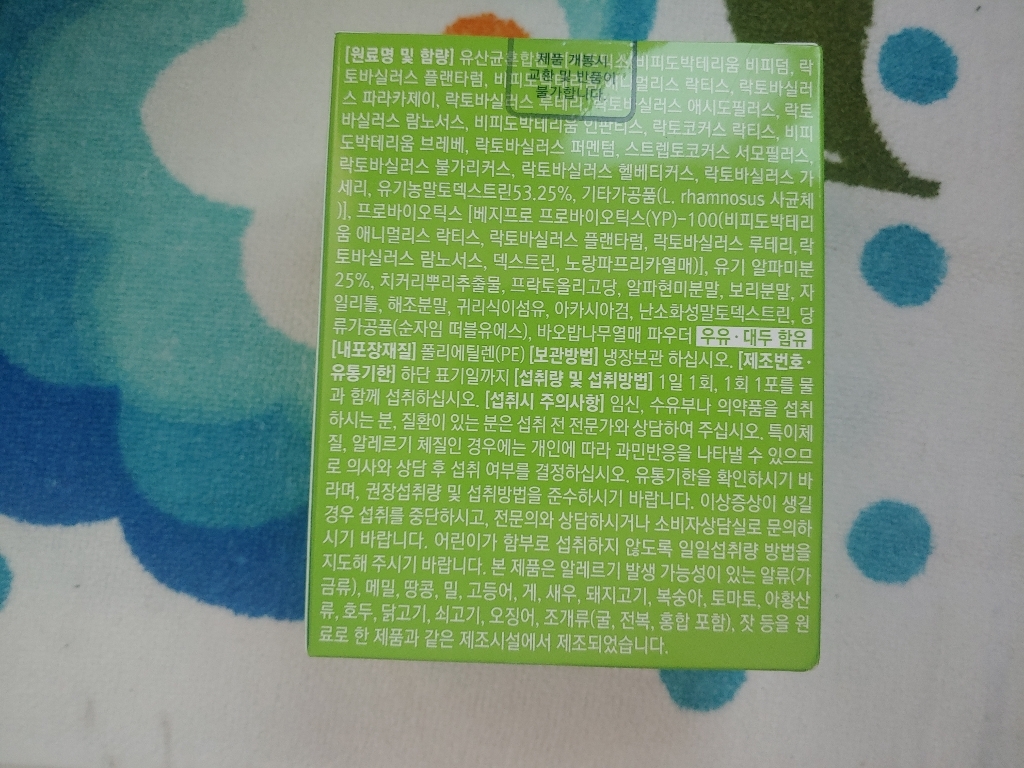 [원료명 및 함량] 유산균혼합 비피도박테리움 비피덤, 락
제품 개봉시
교환 및 반품이
불가합니다.
토바실러스 플랜타럼, 락티스, 락토바실러
스 파라카제이, 락토바실러스 루테리, 락토바실러스 애시도필러스, 락토
바실러스 람노서스, 비피도박테리움 인판티스, 락토코커스 락티스, 비피
도박테리움 브레베, 락토바실러스 퍼멘텀, 스트렙토코커스 서모필러스,
락토바실러스 불가리커스, 락토바실러스 헬베티커스, 락토바실러스 가
세리, 유기농말토덱스트린53.25%, 기타가공품(L. rhamnosus 사균체
)], 프로바이오틱스 [베지프로 프로바이오틱스(YP)-100(비피도박테리
움 애니멀리스 락티스, 락토바실러스 플랜타럼, 락토바실러스 루테리, 락
토바실러스 람노서스, 덱스트린, 노랑파프리카열매)], 유기 알파미분
25%, 치커리뿌리추출물, 프락토올리고당, 알파현미분말, 보리분말, 자
일리톨, 해조분말, 귀리식이섬유, 아카시아검, 난소화성말토덱스트린, 당
류가공품(순자임 떠블유에스), 바오밥나무열매 파우더 우유·대두 함유
[내포장재질] 폴리에틸렌(PE) [보관방법] 냉장보관 하십시오. [제조번호·
유통기한] 하단 표기일까지 [섭취량 및 섭취방법] 1일 1회, 1회 1포를 물
과 함께 섭취하십시오. [섭취시 주의사항] 임신, 수유부나 의약품을 섭취
하시는 분, 질환이 있는 분은 섭취 전 전문가와 상담하여 주십시오. 특이체
질, 알레르기 체질인 경우에는 개인에 따라 과민반응을 나타낼 수 있으므
로 의사와 상담 후 섭취 여부를 결정하십시오. 유통기한을 확인하시기 바
라며, 권장섭취량 및 섭취방법을 준수하시기 바랍니다. 이상증상이 생길
경우 섭취를 중단하시고, 전문의와 상담하시거나 소비자상담실로 문의하
시기 바랍니다. 어린이가 함부로 섭취하지 않도록 일일섭취량 방법을
지도해 주시기 바랍니다. 본 제품은 알레르기 발생 가능성이 있는 알류(가
금류), 메밀, 땅콩, 밀, 고등어, 게, 새우, 돼지고기, 복숭아, 토마토, 아황산
류, 호두, 닭고기, 쇠고기, 오징어, 조개류(굴, 전복, 홍합 포함), 잣 등을 원
료로 한 제품과 같은 제조시설에서 제조되었습니다.